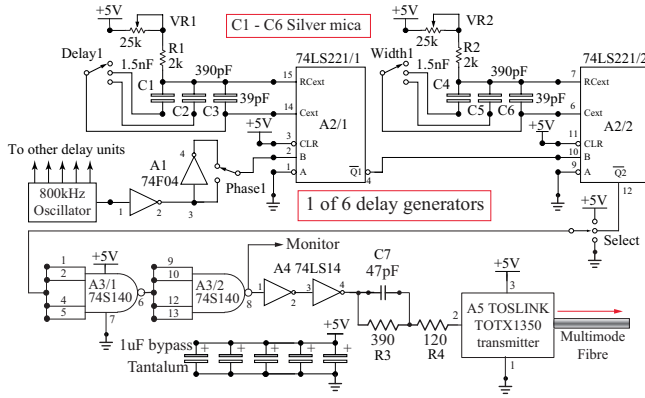 +5V
VR1
25k
R1
2k
C1 - C6 Silver mica
+5V
VR2
25k
R2
2k
Delay1
1.5nF
390pF
C1
C2
C3
39pF
15
14
74LS221/1
RCext
Cext
A2/1
+5V
3
CLR
2
B
1
A
Q1
4
Width1
1.5nF
390pF
C4
C5
C6
39pF
7
6
74LS221/2
RCext
Cext
A2/2
+5V
11
CLR
10
B
9
A
Q2
12
To other delay units
800kHz
Oscillator
1
2
A1
74F04
4
3
Phase1
1 of 6 delay generators
+5V
Select
1
2
4
5
+5V
A3/1
74S140
6
7
9
10
12
13
A3/2
74S140
8
Monitor
A4 74LS14
1
2
3
4
C7
47pF
390
R3
120
R4
2
+5V
3
A5 TOSLINK
TOTX1350
transmitter
1
Multimode
Fibre
1uF bypass
Tantalum
+5V
+
+
+
+
+